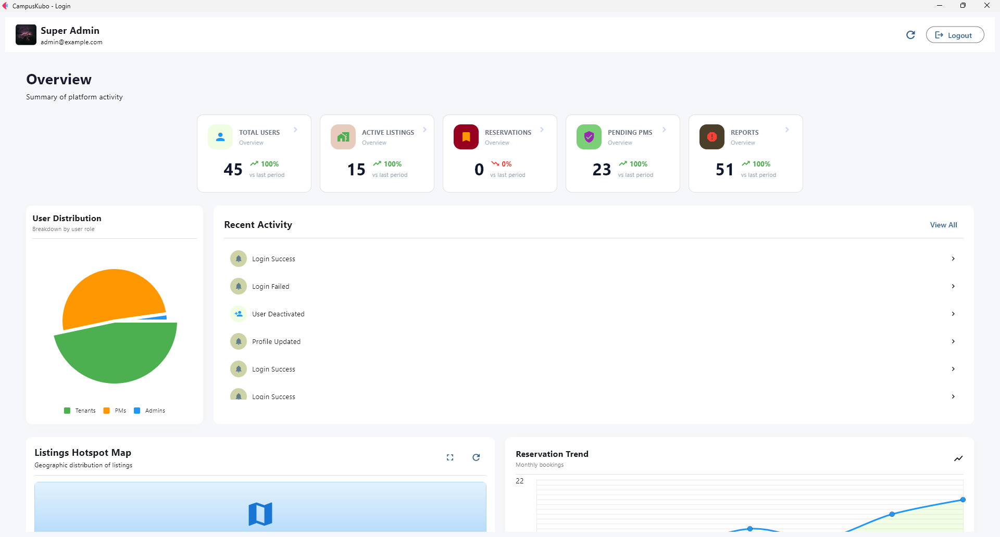 CampusKubo - Login
Super Admin
admin@example.com
Logout
Overview
Summary of platform activity
TOTAL USERS
Overview
45
100%
vs last period
ACTIVE LISTINGS
Overview
15
100%
vs last period
RESERVATIONS
Overview
0
0%
vs last period
PENDING PMS
Overview
23
100%
vs last period
REPORTS
Overview
51
100%
vs last period
User Distribution
Breakdown by user role
Tenants
PMs
Admins
Recent Activity
View All
Login Success
Login Failed
User Deactivated
Profile Updated
Login Success
Login Success
Listings Hotspot Map
Geographic distribution of listings
Reservation Trend
Monthly bookings
22